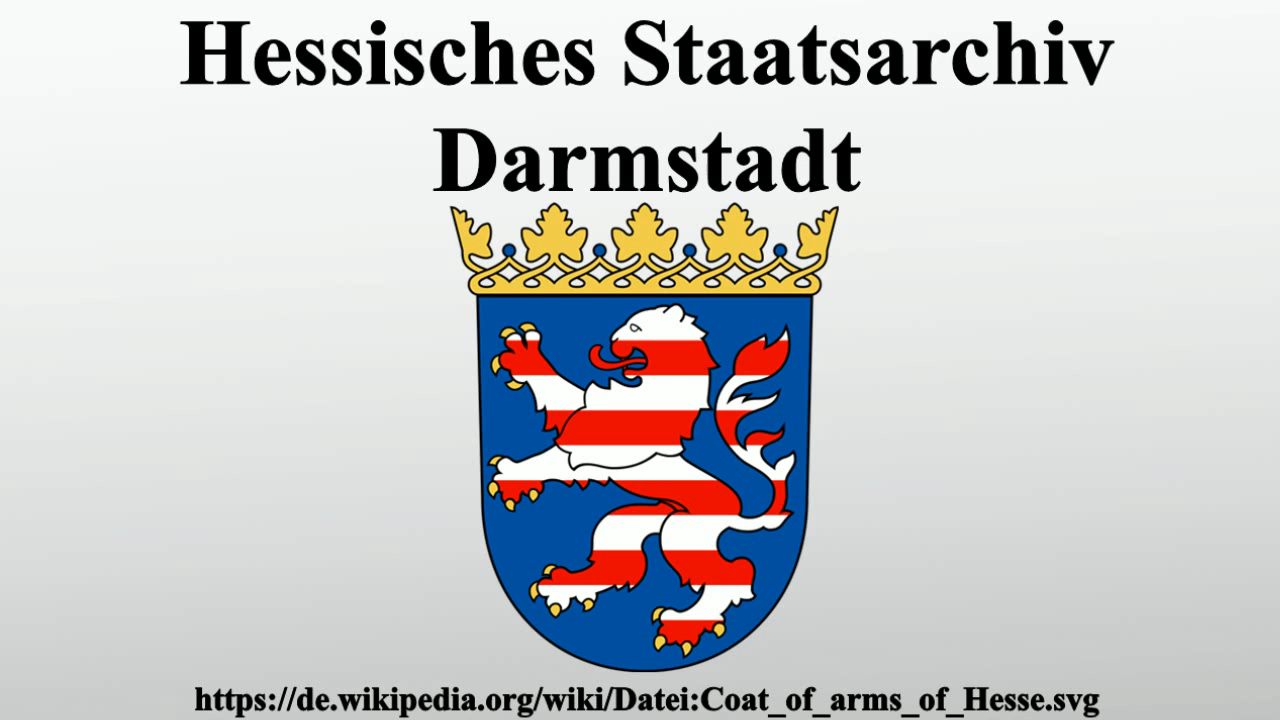 Hessisches Staatsarchiv
Darmstadt
https://de.wikipedia.org/wiki/Datei:Coat_of_arms_of_Hesse.svg